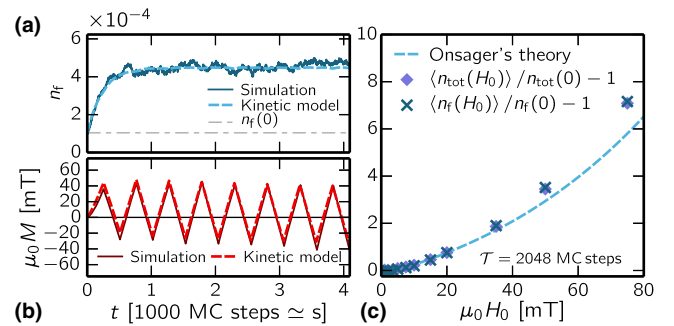 (a)
×10⁻⁴
6
4
2
0
n_f
Simulation
Kinetic model
n_f(0)
40
20
0
−20
−40
−60
μ₀M [mT]
Simulation
Kinetic model
0
1
2
3
4
(b)
t [1000 MC steps ≃ s]
10
8
6
4
2
0
Onsager's theory
⟨n_tot(H₀)⟩ /n_tot(0) − 1
⟨n_f(H₀)⟩ /n_f(0) − 1
𝒯 = 2048 MC steps
0
20
40
60
80
(c)
μ₀H₀ [mT]